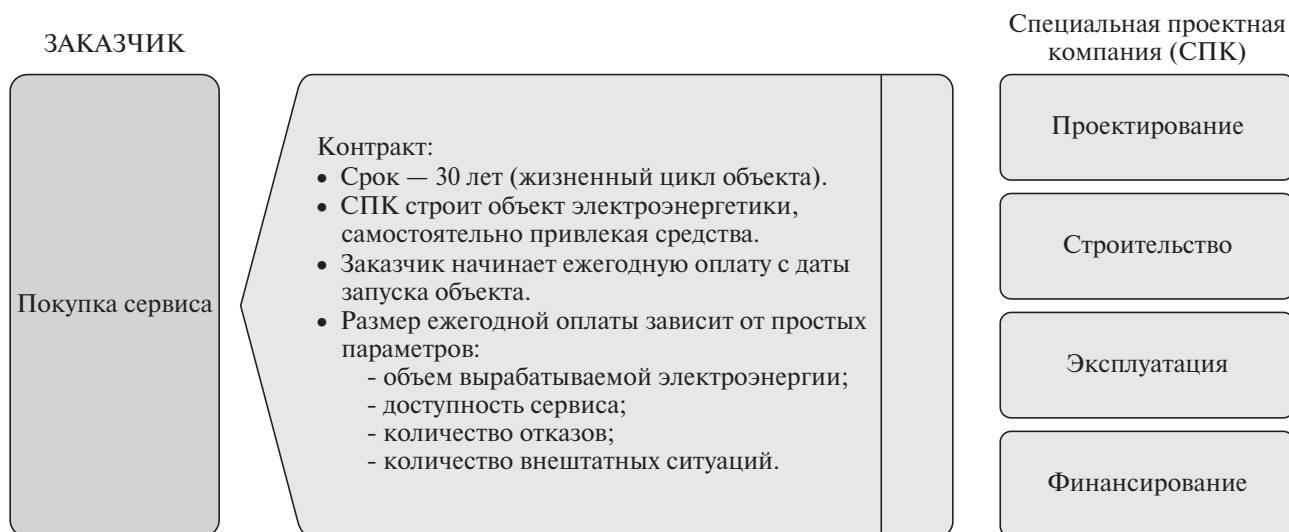 ЗАКАЗЧИК
Покупка сервиса
Контракт:
• Срок — 30 лет (жизненный цикл объекта).
• СПК строит объект электроэнергетики,
самостоятельно привлекая средства.
• Заказчик начинает ежегодную оплату с даты
запуска объекта.
• Размер ежегодной оплаты зависит от простых
параметров:
- объем вырабатываемой электроэнергии;
- доступность сервиса;
- количество отказов;
- количество внештатных ситуаций.
Специальная проектная
компания (СПК)
Проектирование
Строительство
Эксплуатация
Финансирование